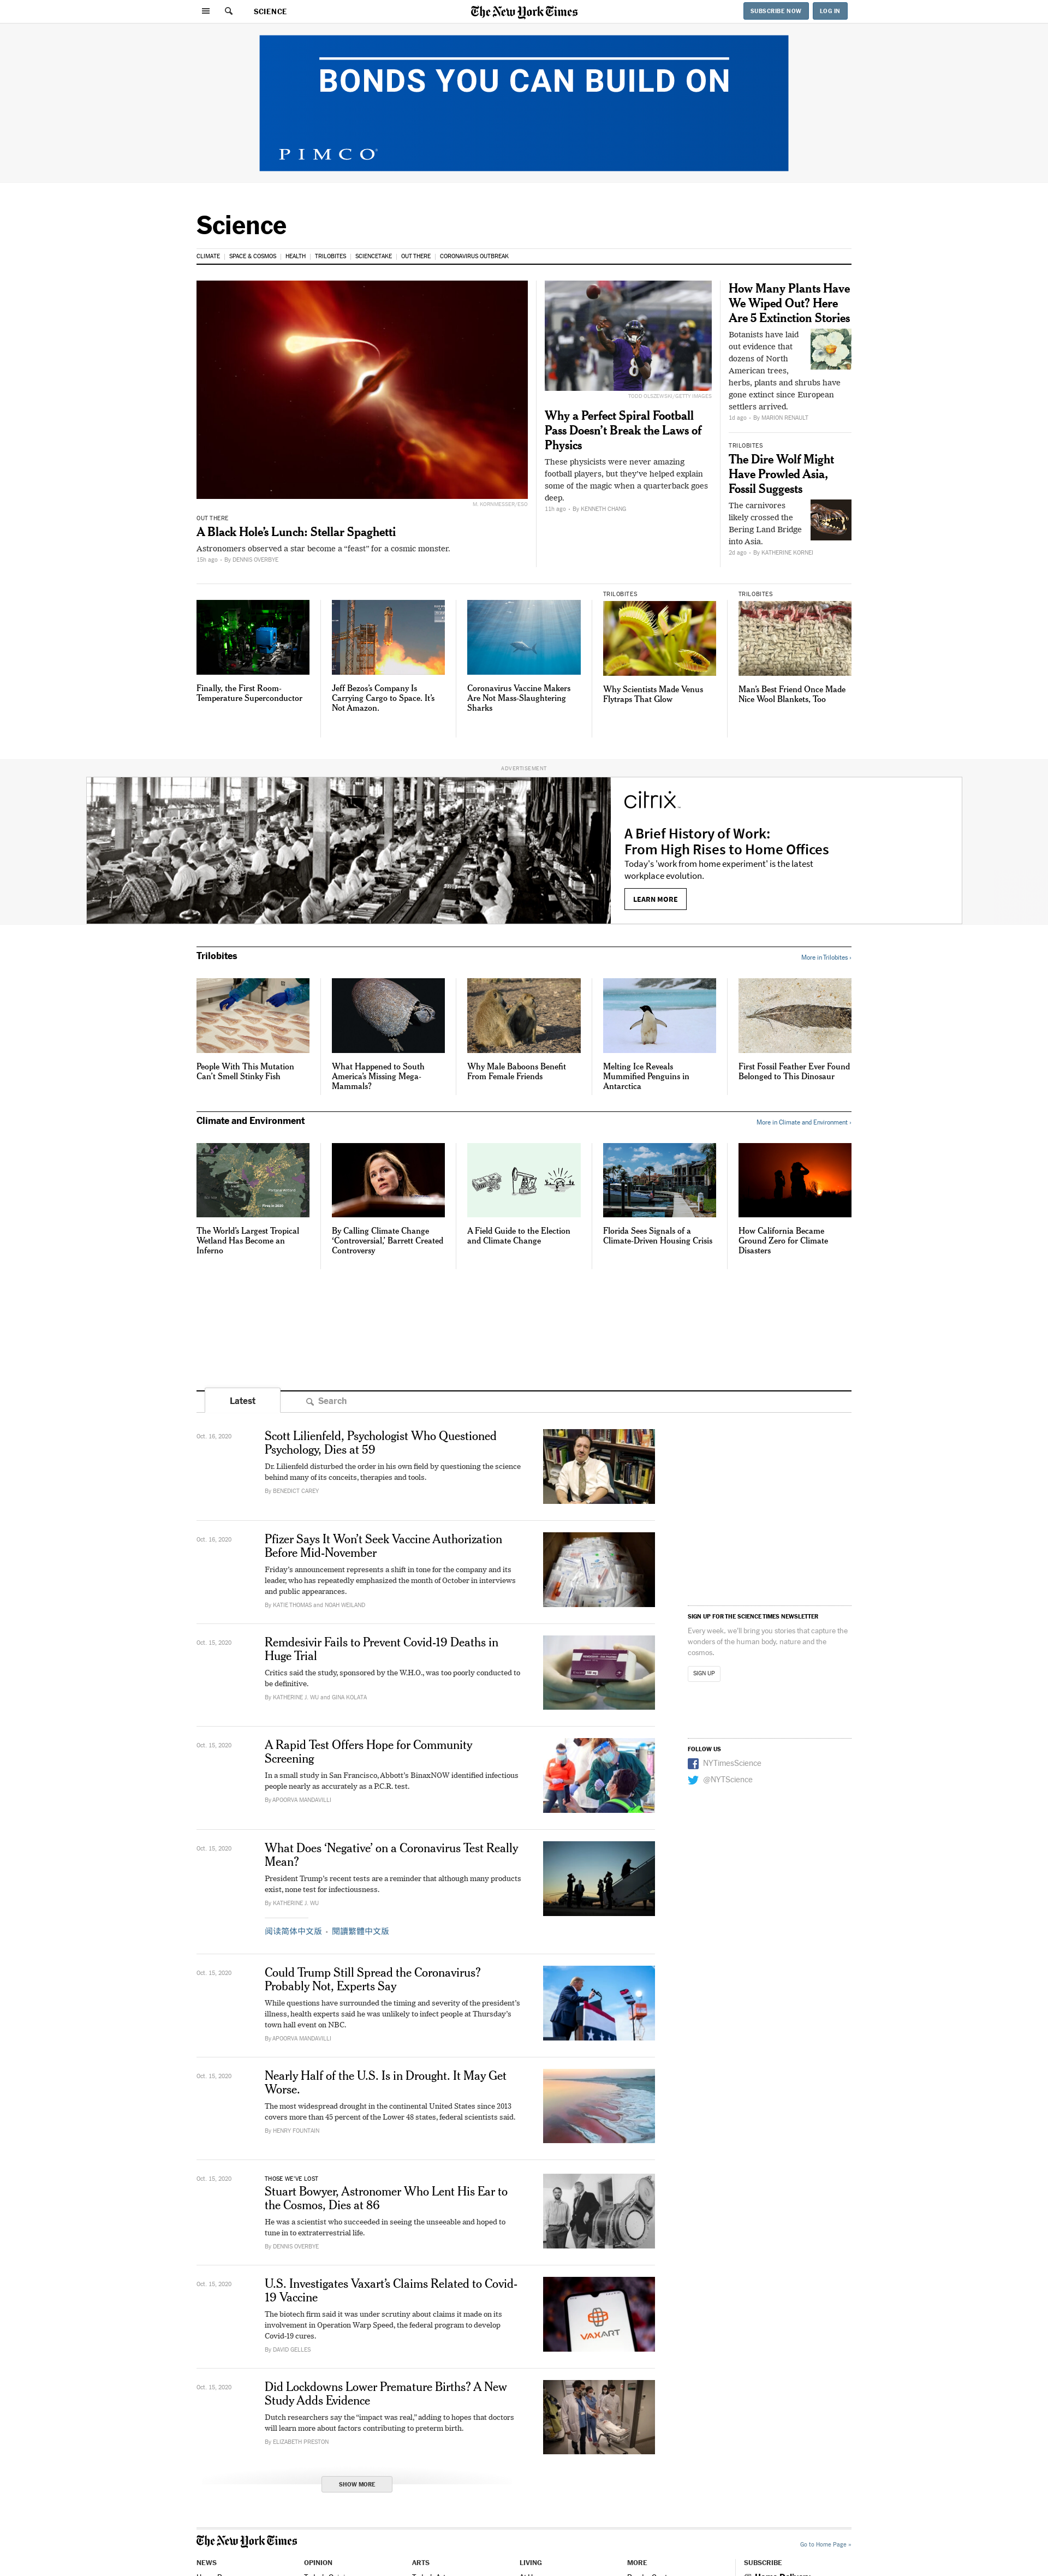 SCIENCE
The New York Times
SUBSCRIBE NOW
LOG IN
BONDS YOU CAN BUILD ON
PIMCO
Science
CLIMATE
SPACE & COSMOS
HEALTH
TRILOBITES
SCIENCETAKE
OUT THERE
CORONAVIRUS OUTBREAK
M. KORNMESSER/ESO
OUT THERE
A Black Hole's Lunch: Stellar Spaghetti
Astronomers observed a star become a “feast” for a cosmic monster.
15h ago - By DENNIS OVERBYE
TODD OLSZEWSKI/GETTY IMAGES
Why a Perfect Spiral Football
Pass Doesn't Break the Laws of
Physics
These physicists were never amazing
football players, but they've helped explain
some of the magic when a quarterback goes
deep.
11h ago - By KENNETH CHANG
How Many Plants Have
We Wiped Out? Here
Are 5 Extinction Stories
Botanists have laid
out evidence that
dozens of North
American trees,
herbs, plants and shrubs have
gone extinct since European
settlers arrived.
1d ago - By MARION RENAULT
TRILOBITES
The Dire Wolf Might
Have Prowled Asia,
Fossil Suggests
The carnivores
likely crossed the
Bering Land Bridge
into Asia.
2d ago - By KATHERINE KORNEI
Finally, the First Room-
Temperature Superconductor
Jeff Bezos's Company Is
Carrying Cargo to Space. It's
Not Amazon.
Coronavirus Vaccine Makers
Are Not Mass-Slaughtering
Sharks
TRILOBITES
Why Scientists Made Venus
Flytraps That Glow
TRILOBITES
Man's Best Friend Once Made
Nice Wool Blankets, Too
ADVERTISEMENT
citrix
A Brief History of Work:
From High Rises to Home Offices
Today's 'work from home experiment' is the latest
workplace evolution.
LEARN MORE
Trilobites
More in Trilobites ›
People With This Mutation
Can't Smell Stinky Fish
What Happened to South
America's Missing Mega-
Mammals?
Why Male Baboons Benefit
From Female Friends
Melting Ice Reveals
Mummified Penguins in
Antarctica
First Fossil Feather Ever Found
Belonged to This Dinosaur
Climate and Environment
More in Climate and Environment ›
The World's Largest Tropical
Wetland Has Become an
Inferno
By Calling Climate Change
‘Controversial,’ Barrett Created
Controversy
A Field Guide to the Election
and Climate Change
Florida Sees Signals of a
Climate-Driven Housing Crisis
How California Became
Ground Zero for Climate
Disasters
Latest
Search
Oct. 16, 2020
Scott Lilienfeld, Psychologist Who Questioned
Psychology, Dies at 59
Dr. Lilienfeld disturbed the order in his own field by questioning the science
behind many of its conceits, therapies and tools.
By BENEDICT CAREY
Oct. 16, 2020
Pfizer Says It Won't Seek Vaccine Authorization
Before Mid-November
Friday's announcement represents a shift in tone for the company and its
leader, who has repeatedly emphasized the month of October in interviews
and public appearances.
By KATIE THOMAS and NOAH WEILAND
Oct. 15, 2020
Remdesivir Fails to Prevent Covid-19 Deaths in
Huge Trial
Critics said the study, sponsored by the W.H.O., was too poorly conducted to
be definitive.
By KATHERINE J. WU and GINA KOLATA
Oct. 15, 2020
A Rapid Test Offers Hope for Community
Screening
In a small study in San Francisco, Abbott's BinaxNOW identified infectious
people nearly as accurately as a P.C.R. test.
By APOORVA MANDAVILLI
Oct. 15, 2020
What Does ‘Negative’ on a Coronavirus Test Really
Mean?
President Trump's recent tests are a reminder that although many products
exist, none test for infectiousness.
By KATHERINE J. WU
阅读简体中文版 - 閱讀繁體中文版
Oct. 15, 2020
Could Trump Still Spread the Coronavirus?
Probably Not, Experts Say
While questions have surrounded the timing and severity of the president's
illness, health experts said he was unlikely to infect people at Thursday's
town hall event on NBC.
By APOORVA MANDAVILLI
Oct. 15, 2020
Nearly Half of the U.S. Is in Drought. It May Get
Worse.
The most widespread drought in the continental United States since 2013
covers more than 45 percent of the Lower 48 states, federal scientists said.
By HENRY FOUNTAIN
Oct. 15, 2020
THOSE WE'VE LOST
Stuart Bowyer, Astronomer Who Lent His Ear to
the Cosmos, Dies at 86
He was a scientist who succeeded in seeing the unseeable and hoped to
tune in to extraterrestrial life.
By DENNIS OVERBYE
Oct. 15, 2020
U.S. Investigates Vaxart's Claims Related to Covid-
19 Vaccine
The biotech firm said it was under scrutiny about claims it made on its
involvement in Operation Warp Speed, the federal program to develop
Covid-19 cures.
By DAVID GELLES
VAXART
Oct. 15, 2020
Did Lockdowns Lower Premature Births? A New
Study Adds Evidence
Dutch researchers say the “impact was real,” adding to hopes that doctors
will learn more about factors contributing to preterm birth.
By ELIZABETH PRESTON
SHOW MORE
SIGN UP FOR THE SCIENCE TIMES NEWSLETTER
Every week, we'll bring you stories that capture the
wonders of the human body, nature and the
cosmos.
SIGN UP
FOLLOW US
NYTimesScience
@NYTScience
The New York Times
Go to Home Page »
NEWS
OPINION
ARTS
LIVING
MORE
SUBSCRIBE